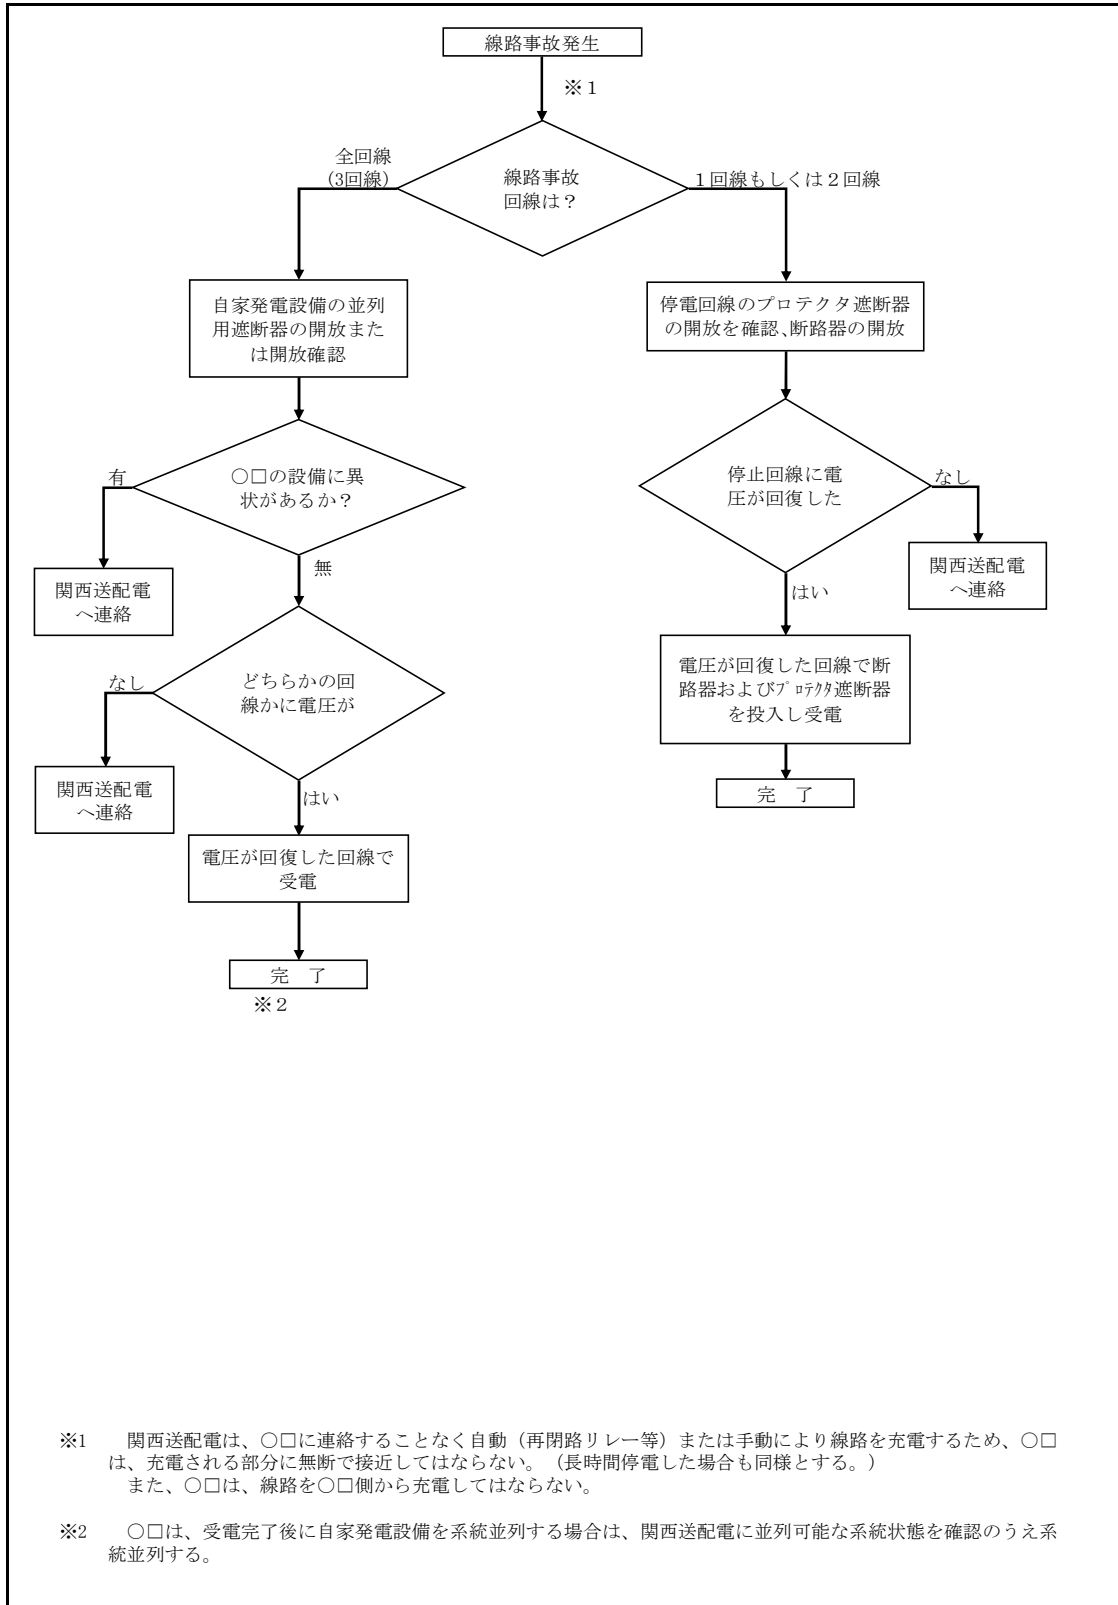 線路事故発生
※１
線路事故
回線は？
全回線
(3回線)
１回線もしくは２回線
自家発電設備の並列
用遮断器の開放また
は開放確認
○□の設備に異
状があるか？
有
関西送配電
へ連絡
無
どちらかの回
線かに電圧が
なし
関西送配電
へ連絡
はい
電圧が回復した回線で
受電
完　了
※２
停電回線のプロテクタ遮断器
の開放を確認、断路器の開放
停止回線に電
圧が回復した
なし
関西送配電
へ連絡
はい
電圧が回復した回線で断
路器およびﾌﾟﾛﾃｸﾀ遮断器
を投入し受電
完　了
※1　関西送配電は、○□に連絡することなく自動（再閉路リレー等）または手動により線路を充電するため、○□
は、充電される部分に無断で接近してはならない。（長時間停電した場合も同様とする。）
また、○□は、線路を○□側から充電してはならない。
※2　○□は、受電完了後に自家発電設備を系統並列する場合は、関西送配電に並列可能な系統状態を確認のうえ系
統並列する。